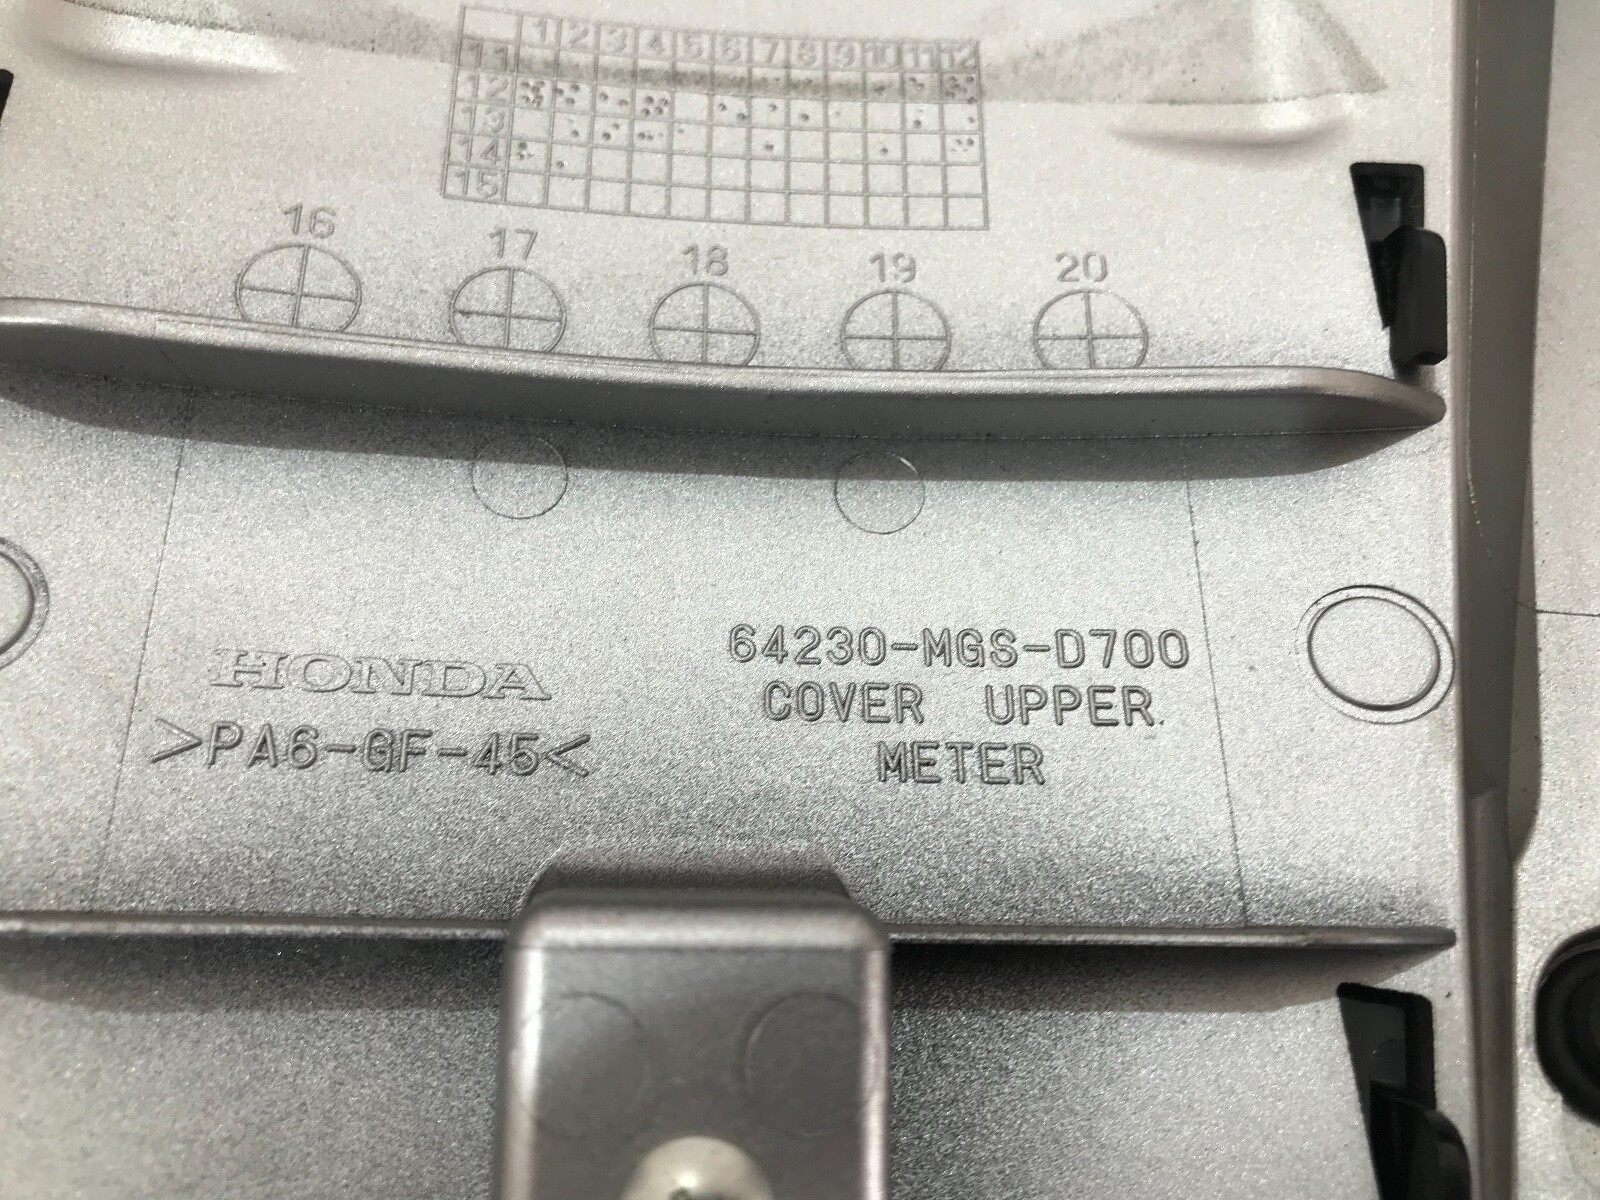 1 2 3 4 5 6 7 8 9 10 11 12
11
12
13
14
15
16 17 18 19 20
HONDA
>PA6-GF-45<
64230-MGS-D700
COVER UPPER.
METER